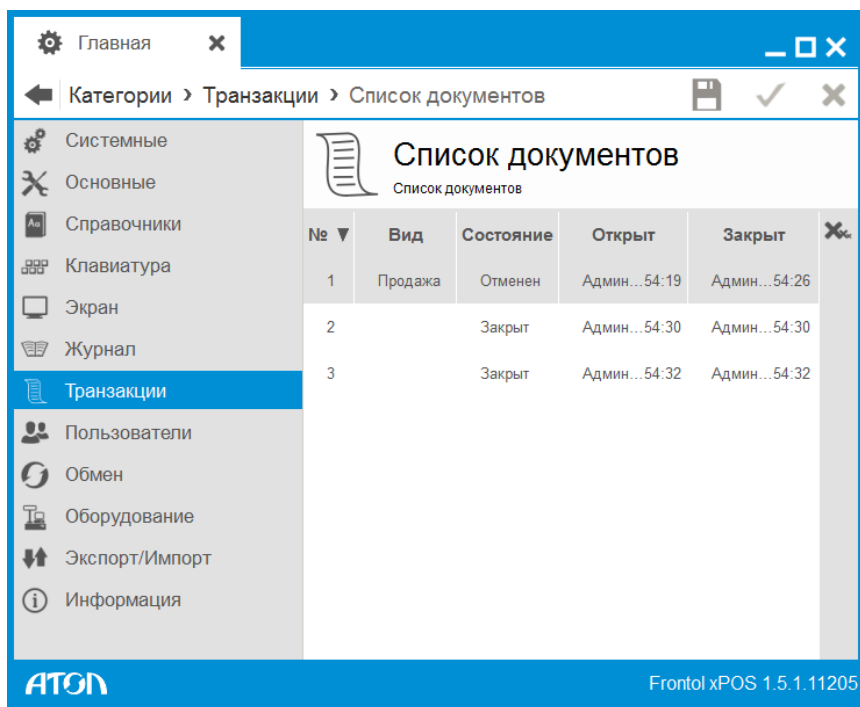 Главная
Категории > Транзакции > Список документов
Системные
Основные
Справочники
Клавиатура
Экран
Журнал
Транзакции
Пользователи
Обмен
Оборудование
Экспорт/Импорт
Информация
Список документов
Список документов
№ ▼ Вид Состояние Открыт Закрыт
1 Продажа Отменен Админ...54:19 Админ...54:26
2 Закрыт Админ...54:30 Админ...54:30
3 Закрыт Админ...54:32 Админ...54:32
АТОЛ Frontol xPOS 1.5.1.11205